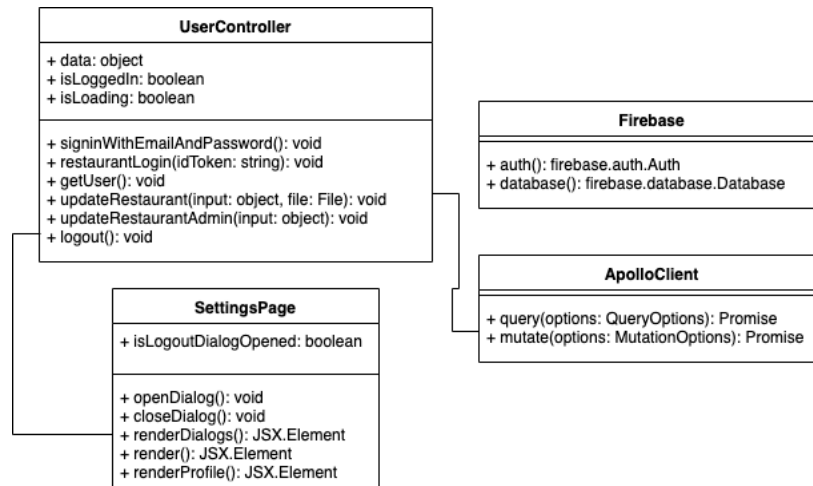 UserController
+ data: object
+ isLoggedIn: boolean
+ isLoading: boolean
+ signinWithEmailAndPassword(): void
+ restaurantLogin(idToken: string): void
+ getUser(): void
+ updateRestaurant(input: object, file: File): void
+ updateRestaurantAdmin(input: object): void
+ logout(): void
Firebase
+ auth(): firebase.auth.Auth
+ database(): firebase.database.Database
ApolloClient
+ query(options: QueryOptions): Promise
+ mutate(options: MutationOptions): Promise
SettingsPage
+ isLogoutDialogOpened: boolean
+ openDialog(): void
+ closeDialog(): void
+ renderDialogs(): JSX.Element
+ render(): JSX.Element
+ renderProfile(): JSX.Element